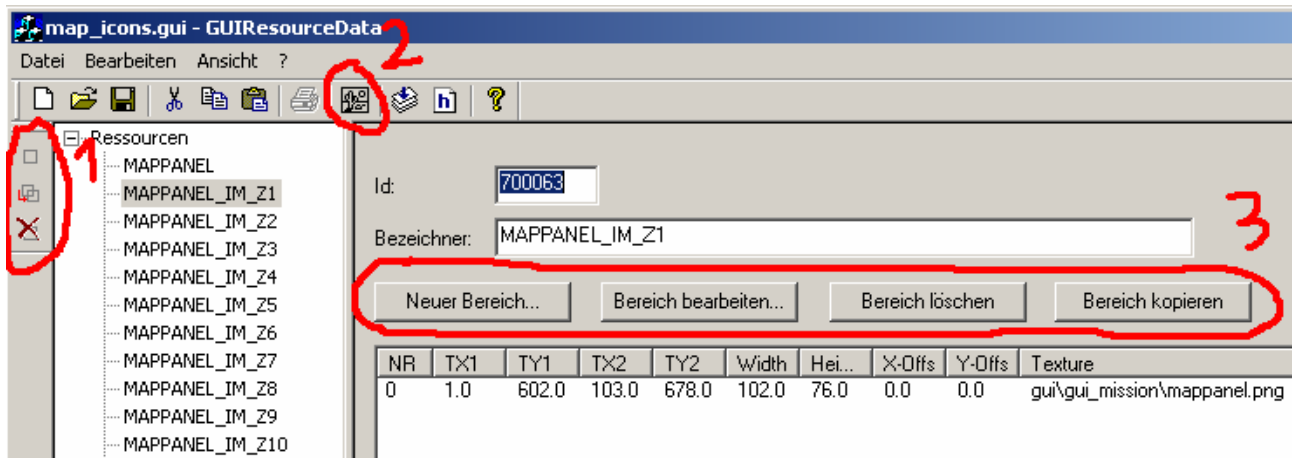 map_icons.gui - GUIResourceData
2
Datei Bearbeiten Ansicht ?
h ?
1
Ressourcen
MAPPANEL
MAPPANEL_IM_Z1
MAPPANEL_IM_Z2
MAPPANEL_IM_Z3
MAPPANEL_IM_Z4
MAPPANEL_IM_Z5
MAPPANEL_IM_Z6
MAPPANEL_IM_Z7
MAPPANEL_IM_Z8
MAPPANEL_IM_Z9
MAPPANEL_IM_Z10
Id: 700063
Bezeichner: MAPPANEL_IM_Z1
3
Neuer Bereich... Bereich bearbeiten... Bereich löschen Bereich kopieren
NR TX1 TY1 TX2 TY2 Width Hei... X-Offs Y-Offs Texture
0 1.0 602.0 103.0 678.0 102.0 76.0 0.0 0.0 gui\gui_mission\mappanel.png